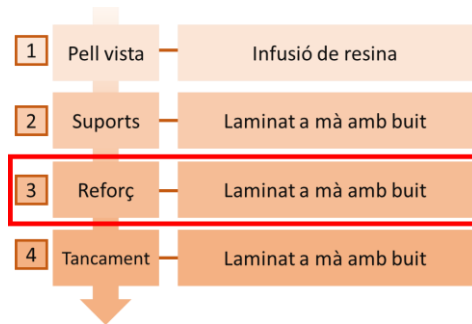 1 Pell vista Infusió de resina
2 Suports Laminat a mà amb buit
3 Reforç Laminat a mà amb buit
4 Tancament Laminat a mà amb buit